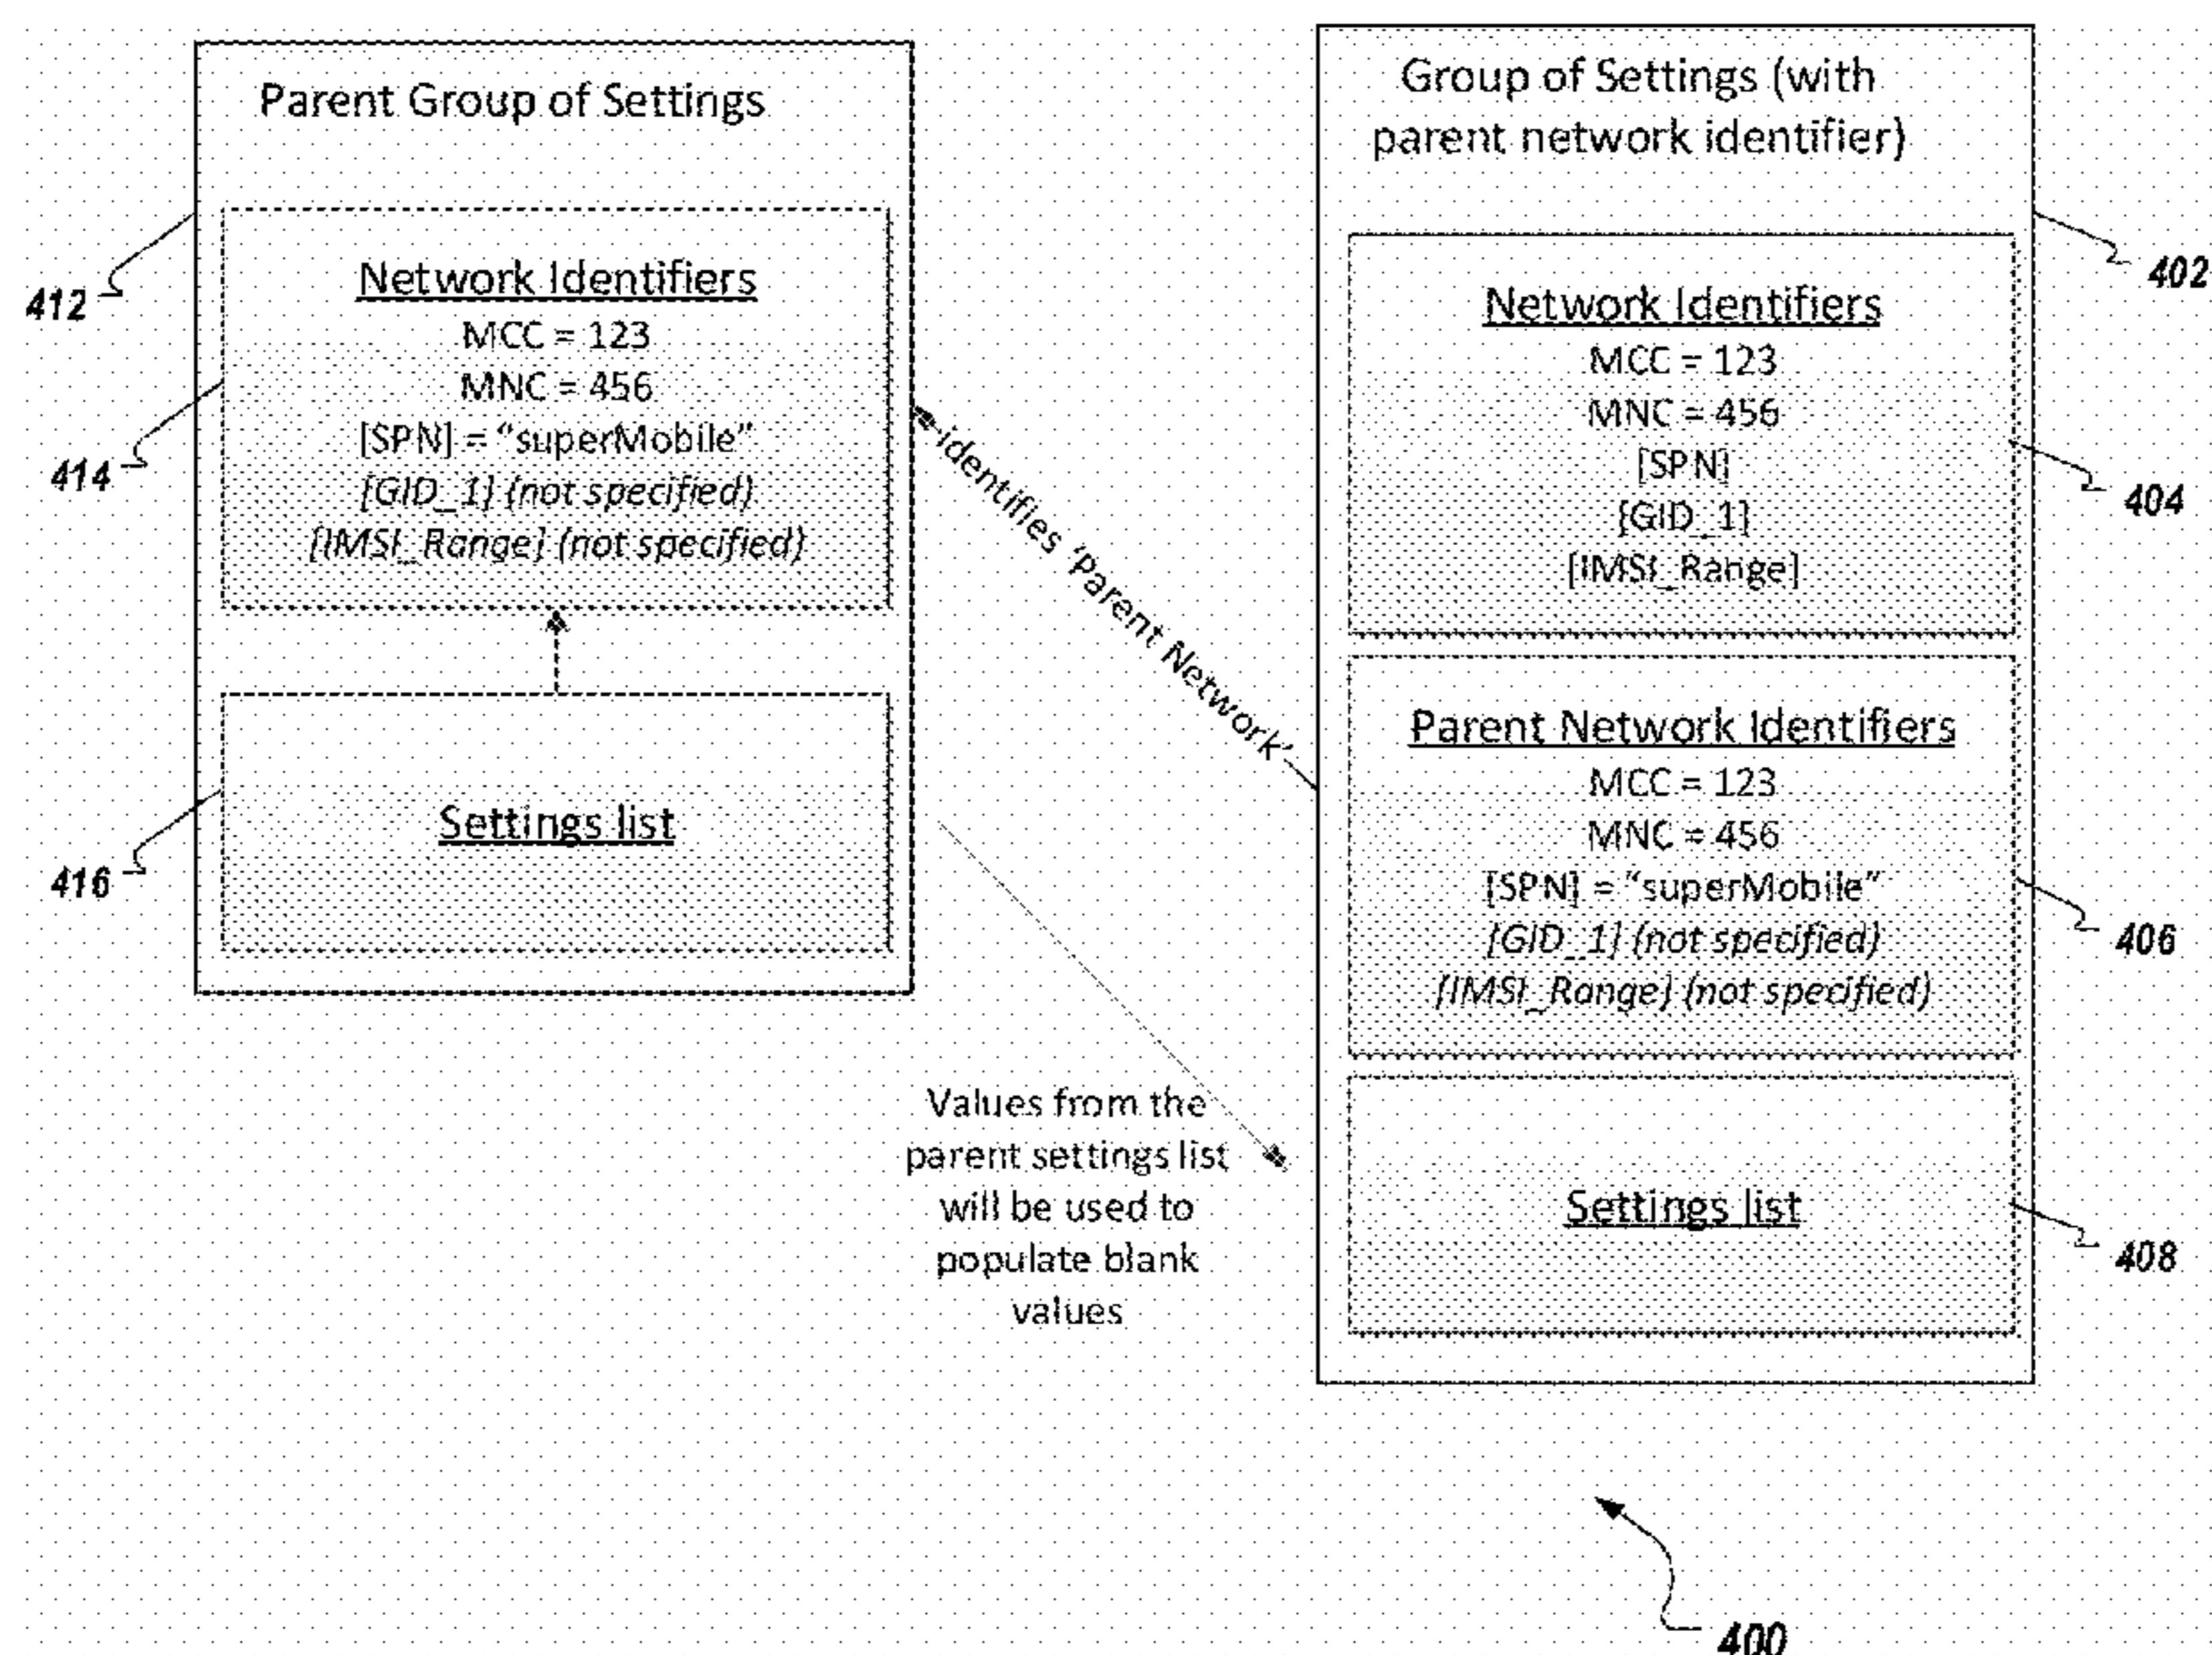 Parent Group of Settings
412
Network Identifiers
MCC = 123
MNC = 456
[SPN] = "superMobile"
[GID_1] (not specified)
[IMSI_Range] (not specified)
414
Settings list
416
identifies 'Parent Network'
Values from the
parent settings list
will be used to
populate blank
values
Group of Settings (with
parent network identifier)
402
Network Identifiers
MCC = 123
MNC = 456
[SPN]
[GID_1]
[IMSI_Range]
404
Parent Network Identifiers
MCC = 123
MNC = 456
[SPN] = "superMobile"
[GID_1] (not specified)
[IMSI_Range] (not specified)
406
Settings list
408
400